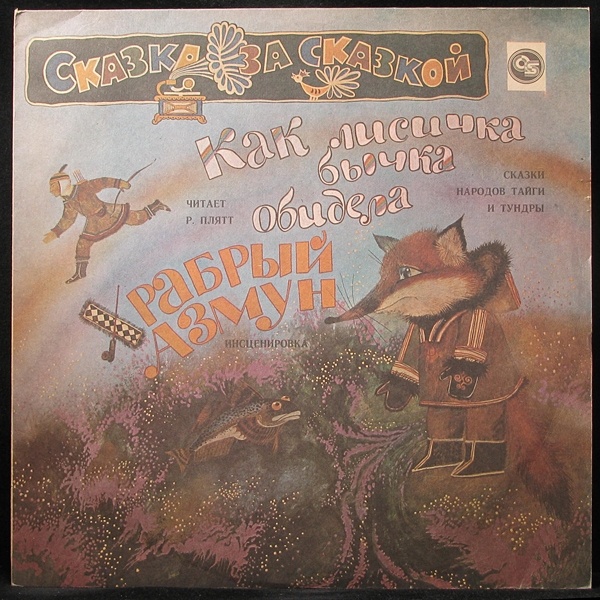 Сказка за сказкой
Как лисичка
бычка
обидела
ЧИТАЕТ
Р. ПЛЯТТ
СКАЗКИ
НАРОДОВ ТАЙГИ
И ТУНДРЫ
ХРАБРЫЙ
АЗМУН
ИНСЦЕНИРОВКА